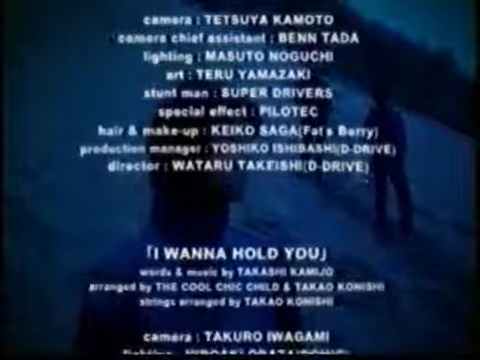 camera : TETSUYA KAMOTO
camera chief assistant : BENN TADA
lighting : MASUTO NOGUCHI
art : TERU YAMAZAKI
stunt man : SUPER DRIVERS
special effect : PILOTEC
hair & make-up : KEIKO SAGA(Fat's Berry)
production manager : YOSHIKO ISHIBASHI(D-DRIVE)
director : WATARU TAKEISHI(D-DRIVE)
「I WANNA HOLD YOU」
words & music by TAKASHI KAMIJO
arranged by THE COOL CHIC CHILD & TAKAO KONISHI
strings arranged by TAKAO KONISHI
camera : TAKURO IWAGAMI
lighting : HIROAKI